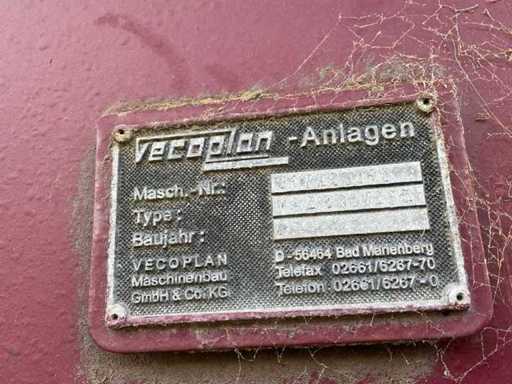 vecoplan -Anlagen
Masch.-Nr.:
Type:
Baujahr:
VECOPLAN
Maschinenbau
GmbH & Co. KG
D-56464 Bad Marienberg
Telefax 02661/6267-70
Telefon 02661/6267-0